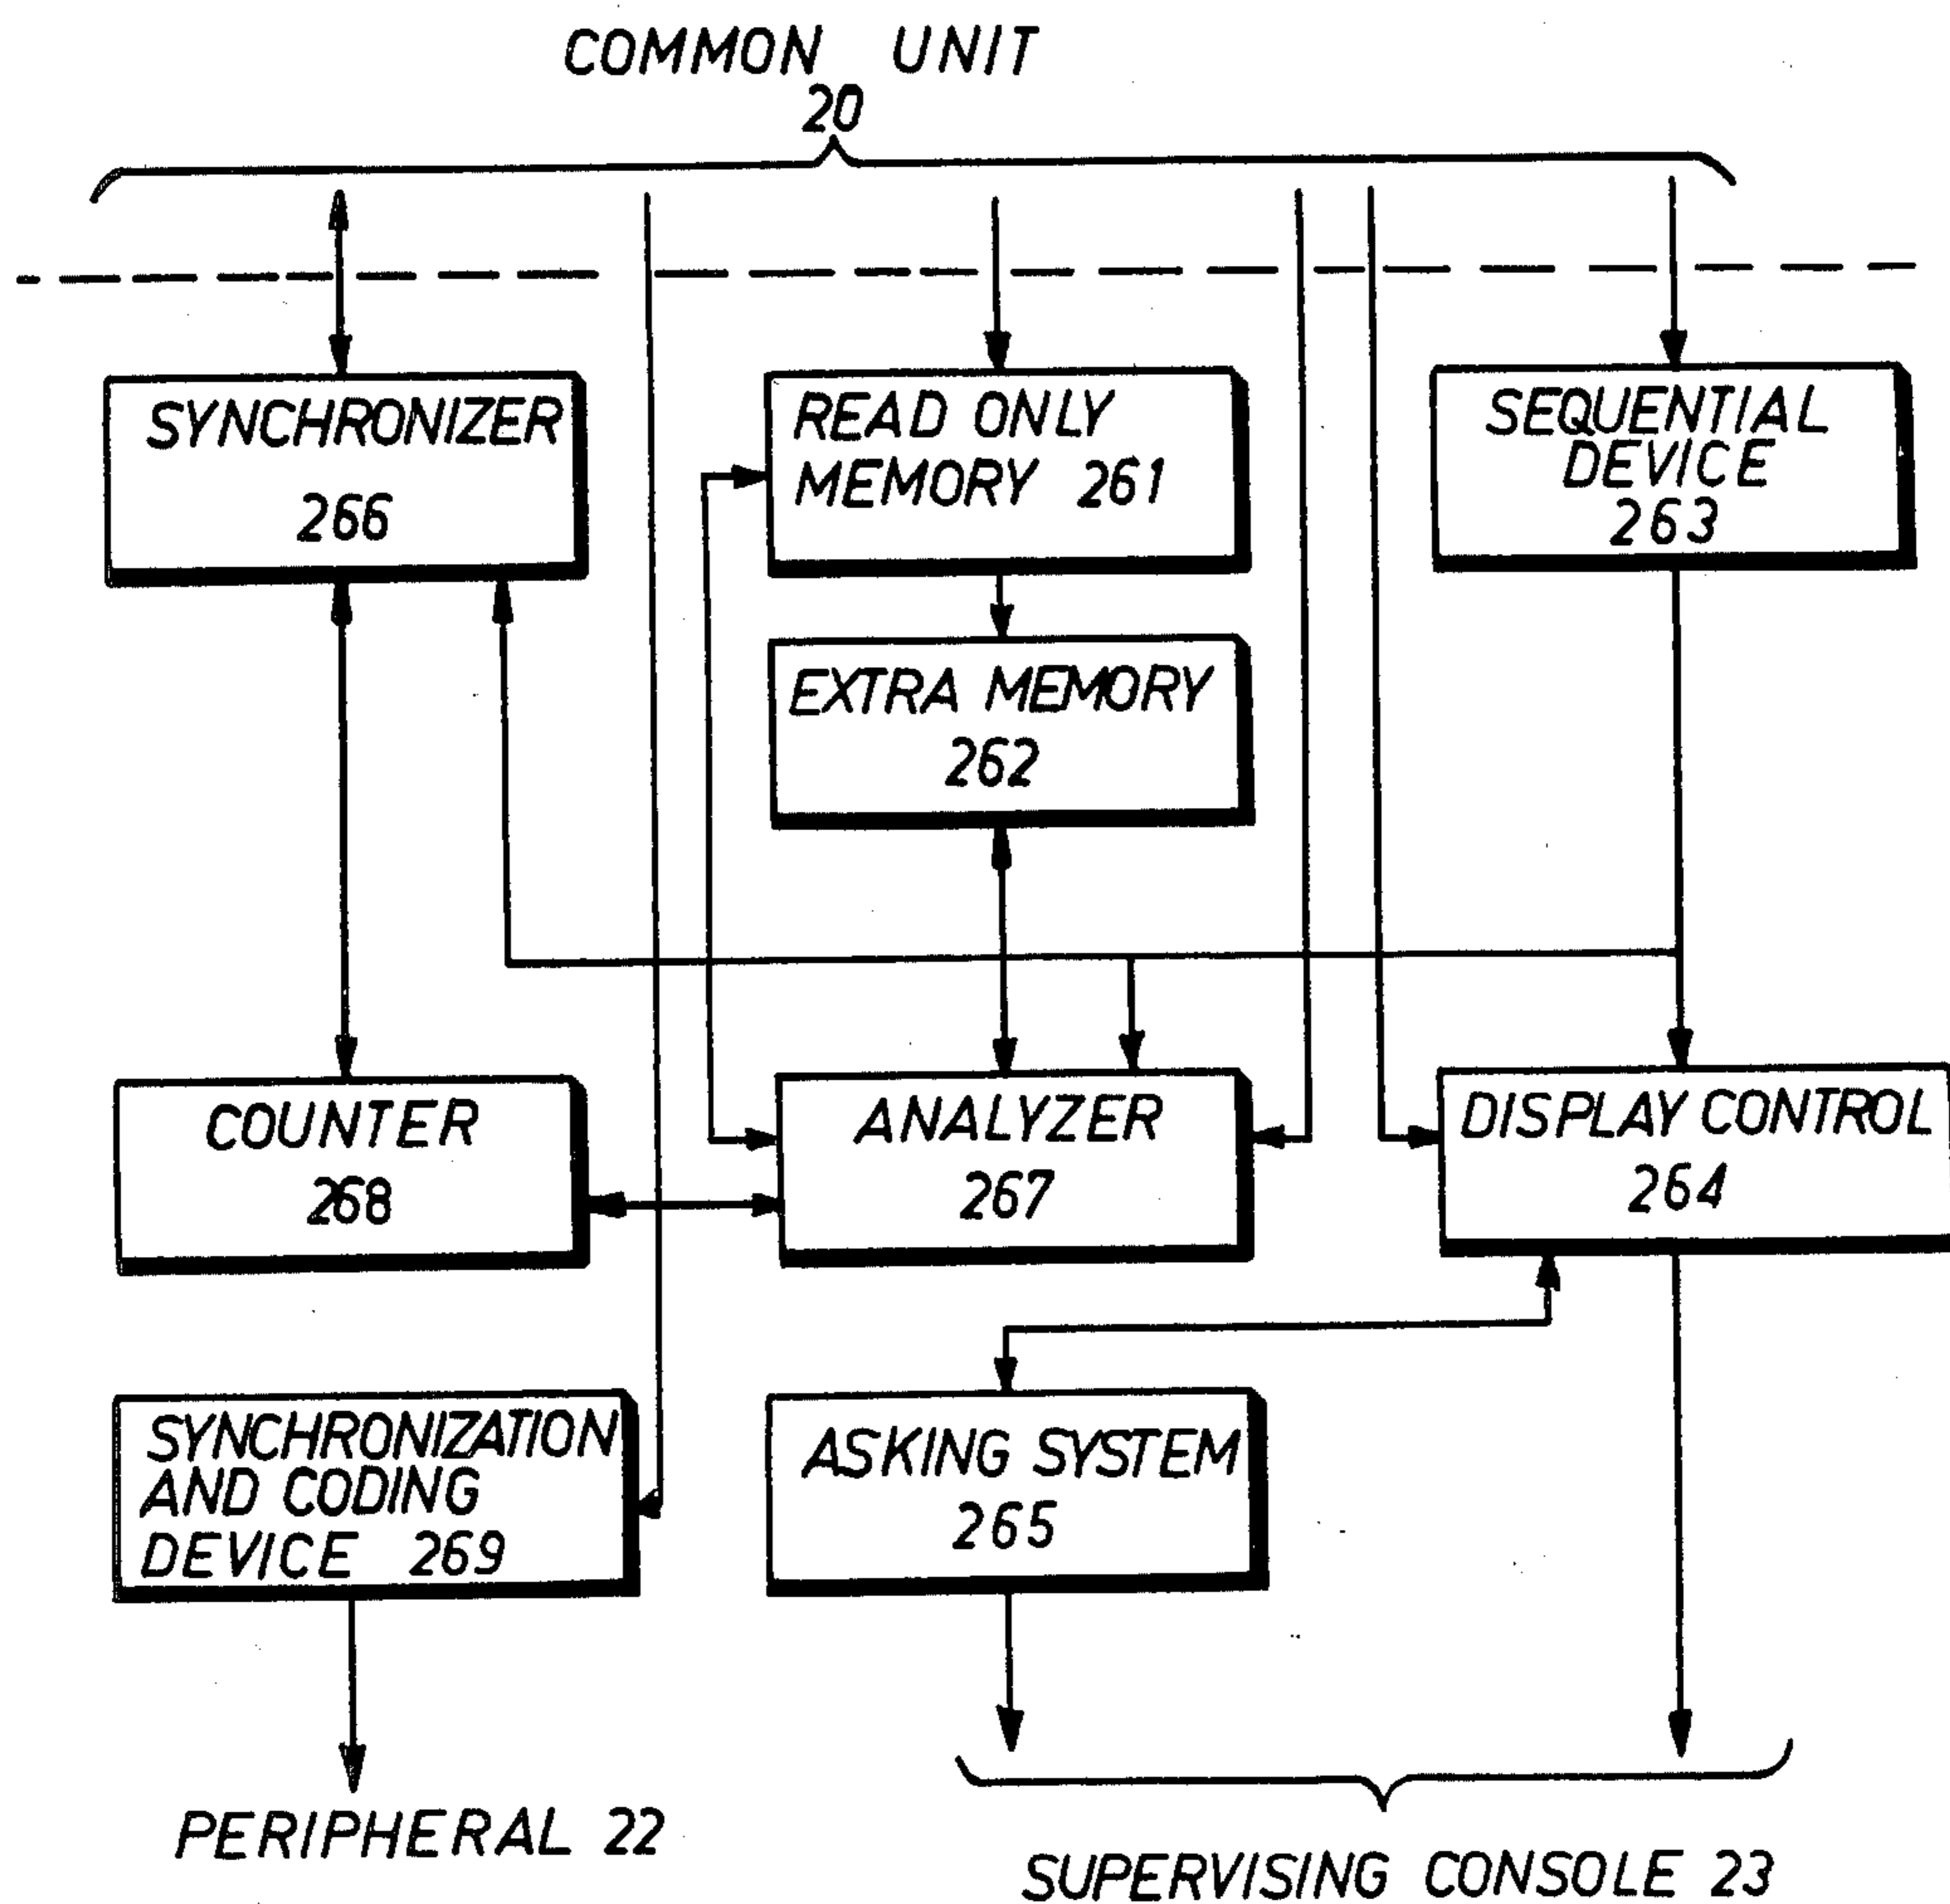 COMMON UNIT
20
SYNCHRONIZER
266
READ ONLY
MEMORY 261
SEQUENTIAL
DEVICE
263
EXTRA MEMORY
262
COUNTER
268
ANALYZER
267
DISPLAY CONTROL
264
SYNCHRONIZATION
AND CODING
DEVICE 269
ASKING SYSTEM
265
PERIPHERAL 22
SUPERVISING CONSOLE 23